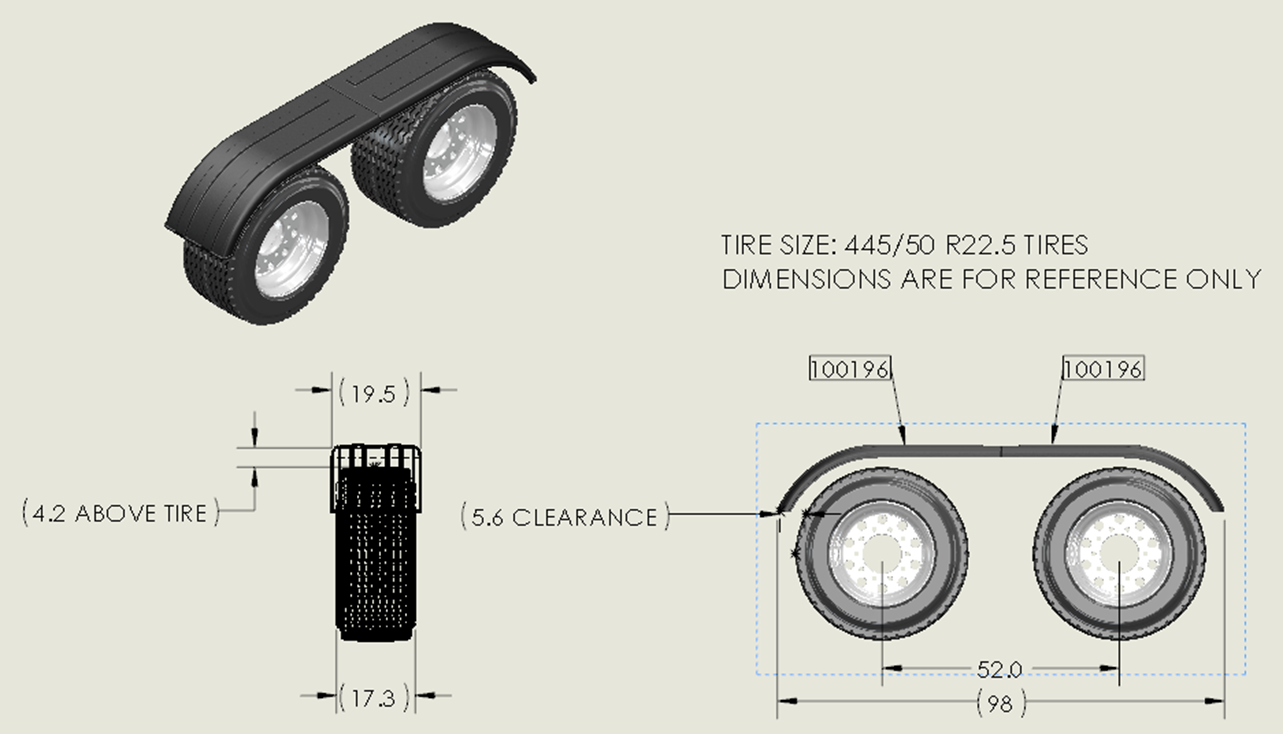 TIRE SIZE: 445/50 R22.5 TIRES
DIMENSIONS ARE FOR REFERENCE ONLY
100196
100196
(19.5)
(4.2 ABOVE TIRE)
(5.6 CLEARANCE)
52.0
(17.3)
(98)